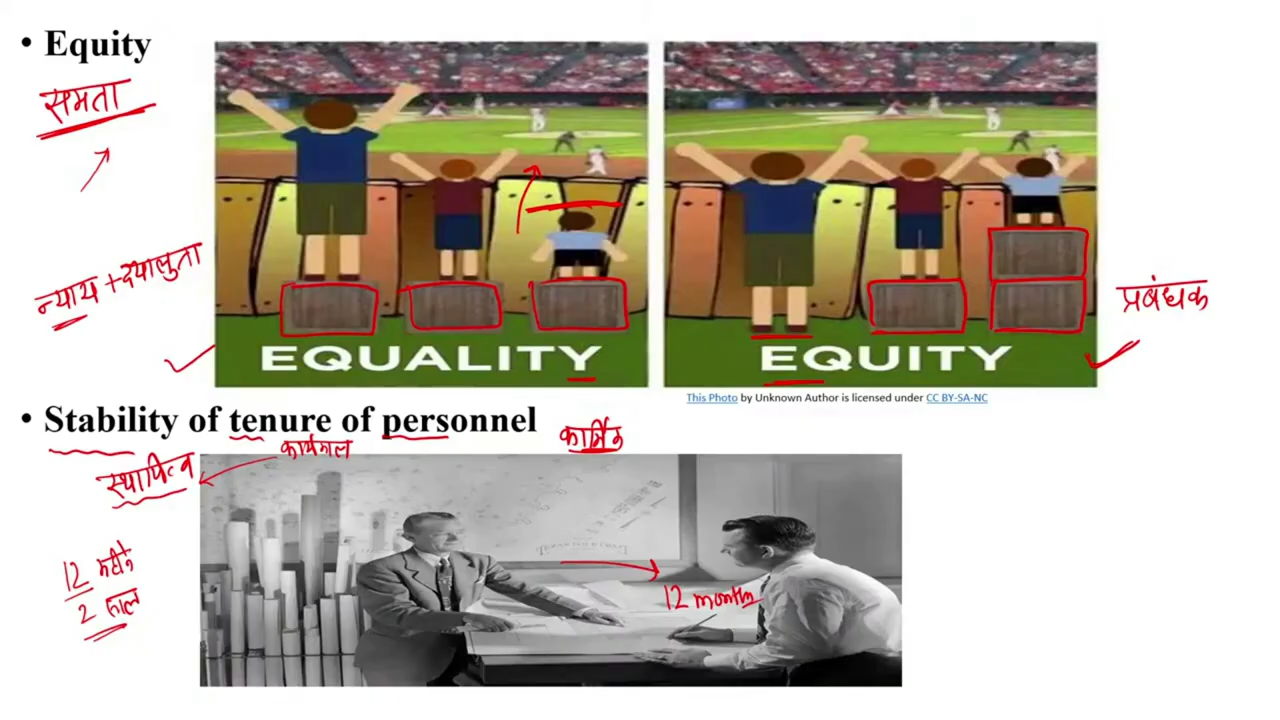 • Equity
समता
न्याय + दयालुता
EQUALITY
EQUITY
प्रबंधक
This Photo by Unknown Author is licensed under CC BY-SA-NC
• Stability of tenure of personnel
कार्मिक
कार्यकाल
स्थायित्व
12 महीने
2 साल
12 months